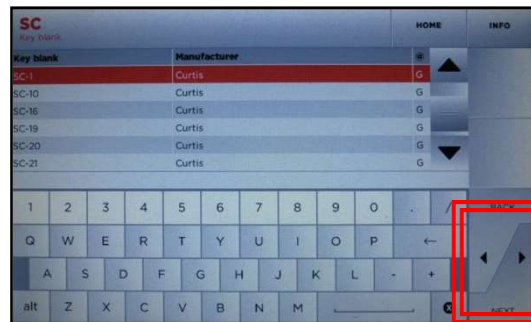 SC
Key blank
HOME
INFO
Key blank Manufacturer
SC-1 Curtis G
SC-10 Curtis G
SC-16 Curtis G
SC-19 Curtis G
SC-20 Curtis G
SC-21 Curtis G
1 2 3 4 5 6 7 8 9 0 . /
BACK
Q W E R T Y U I O P ←
A S D F G H J K L - +
alt Z X C V B N M
NEXT